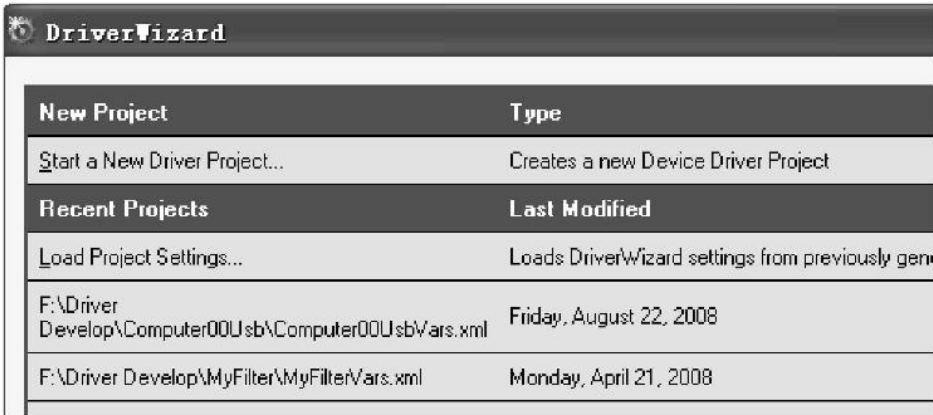 DriverWizard
New Project Type
Start a New Driver Project... Creates a new Device Driver Project
Recent Projects Last Modified
Load Project Settings... Loads DriverWizard settings from previously gen
F:\Driver
Develop\Computer00Usb\Computer00UsbVars.xml Friday, August 22, 2008
F:\Driver Develop\MyFilter\MyFilterVars.xml Monday, April 21, 2008